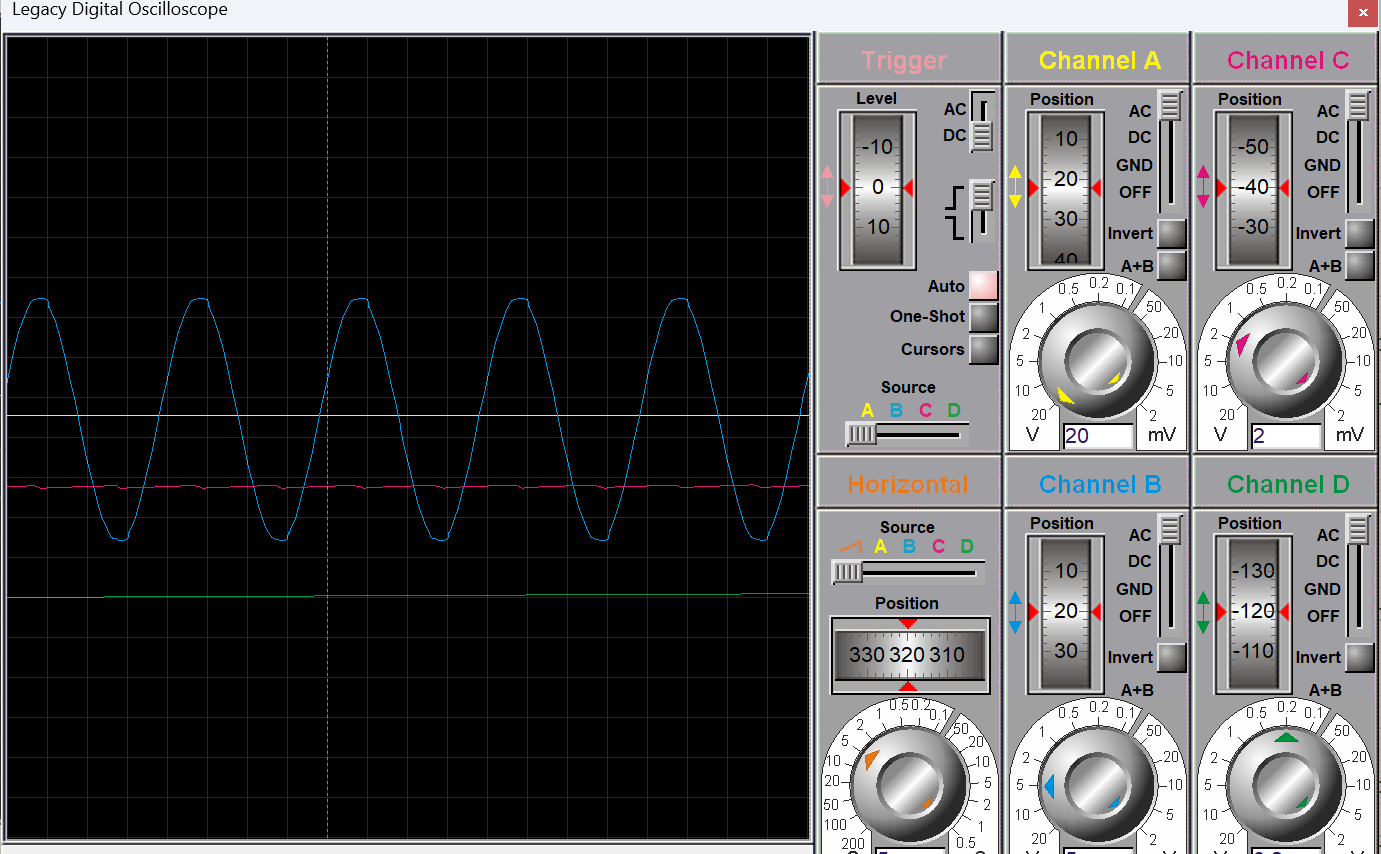 Legacy Digital Oscilloscope
Trigger
Level
AC
DC
-10
0
10
Auto
One-Shot
Cursors
Source
A B C D
Channel A
Position
10
20
30
40
AC
DC
GND
OFF
Invert
A+B
20 10 5 2 1 0.5 0.2 0.1 50 20 10 5 2
V 20 mV
Channel C
Position
-50
-40
-30
AC
DC
GND
OFF
Invert
A+B
20 10 5 2 1 0.5 0.2 0.1 50 20 10 5 2
V 2 mV
Horizontal
Source
A B C D
Position
330 320 310
200 100 50 20 10 5 2 1 0.5 0.2 0.1 50 20 10 5 2 1 0.5
Channel B
Position
10
20
30
AC
DC
GND
OFF
Invert
A+B
20 10 5 2 1 0.5 0.2 0.1 50 20 10 5 2
Channel D
Position
-130
-120
-110
AC
DC
GND
OFF
Invert
A+B
20 10 5 2 1 0.5 0.2 0.1 50 20 10 5 2